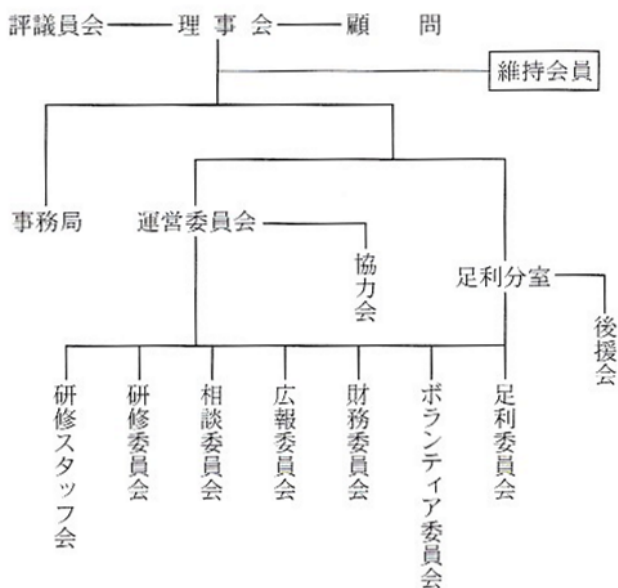 評議員会 理事会 顧問
維持会員
事務局 運営委員会
協力会
足利分室
後援会
研修スタッフ会
研修委員会
相談委員会
広報委員会
財務委員会
ボランティア委員会
足利委員会